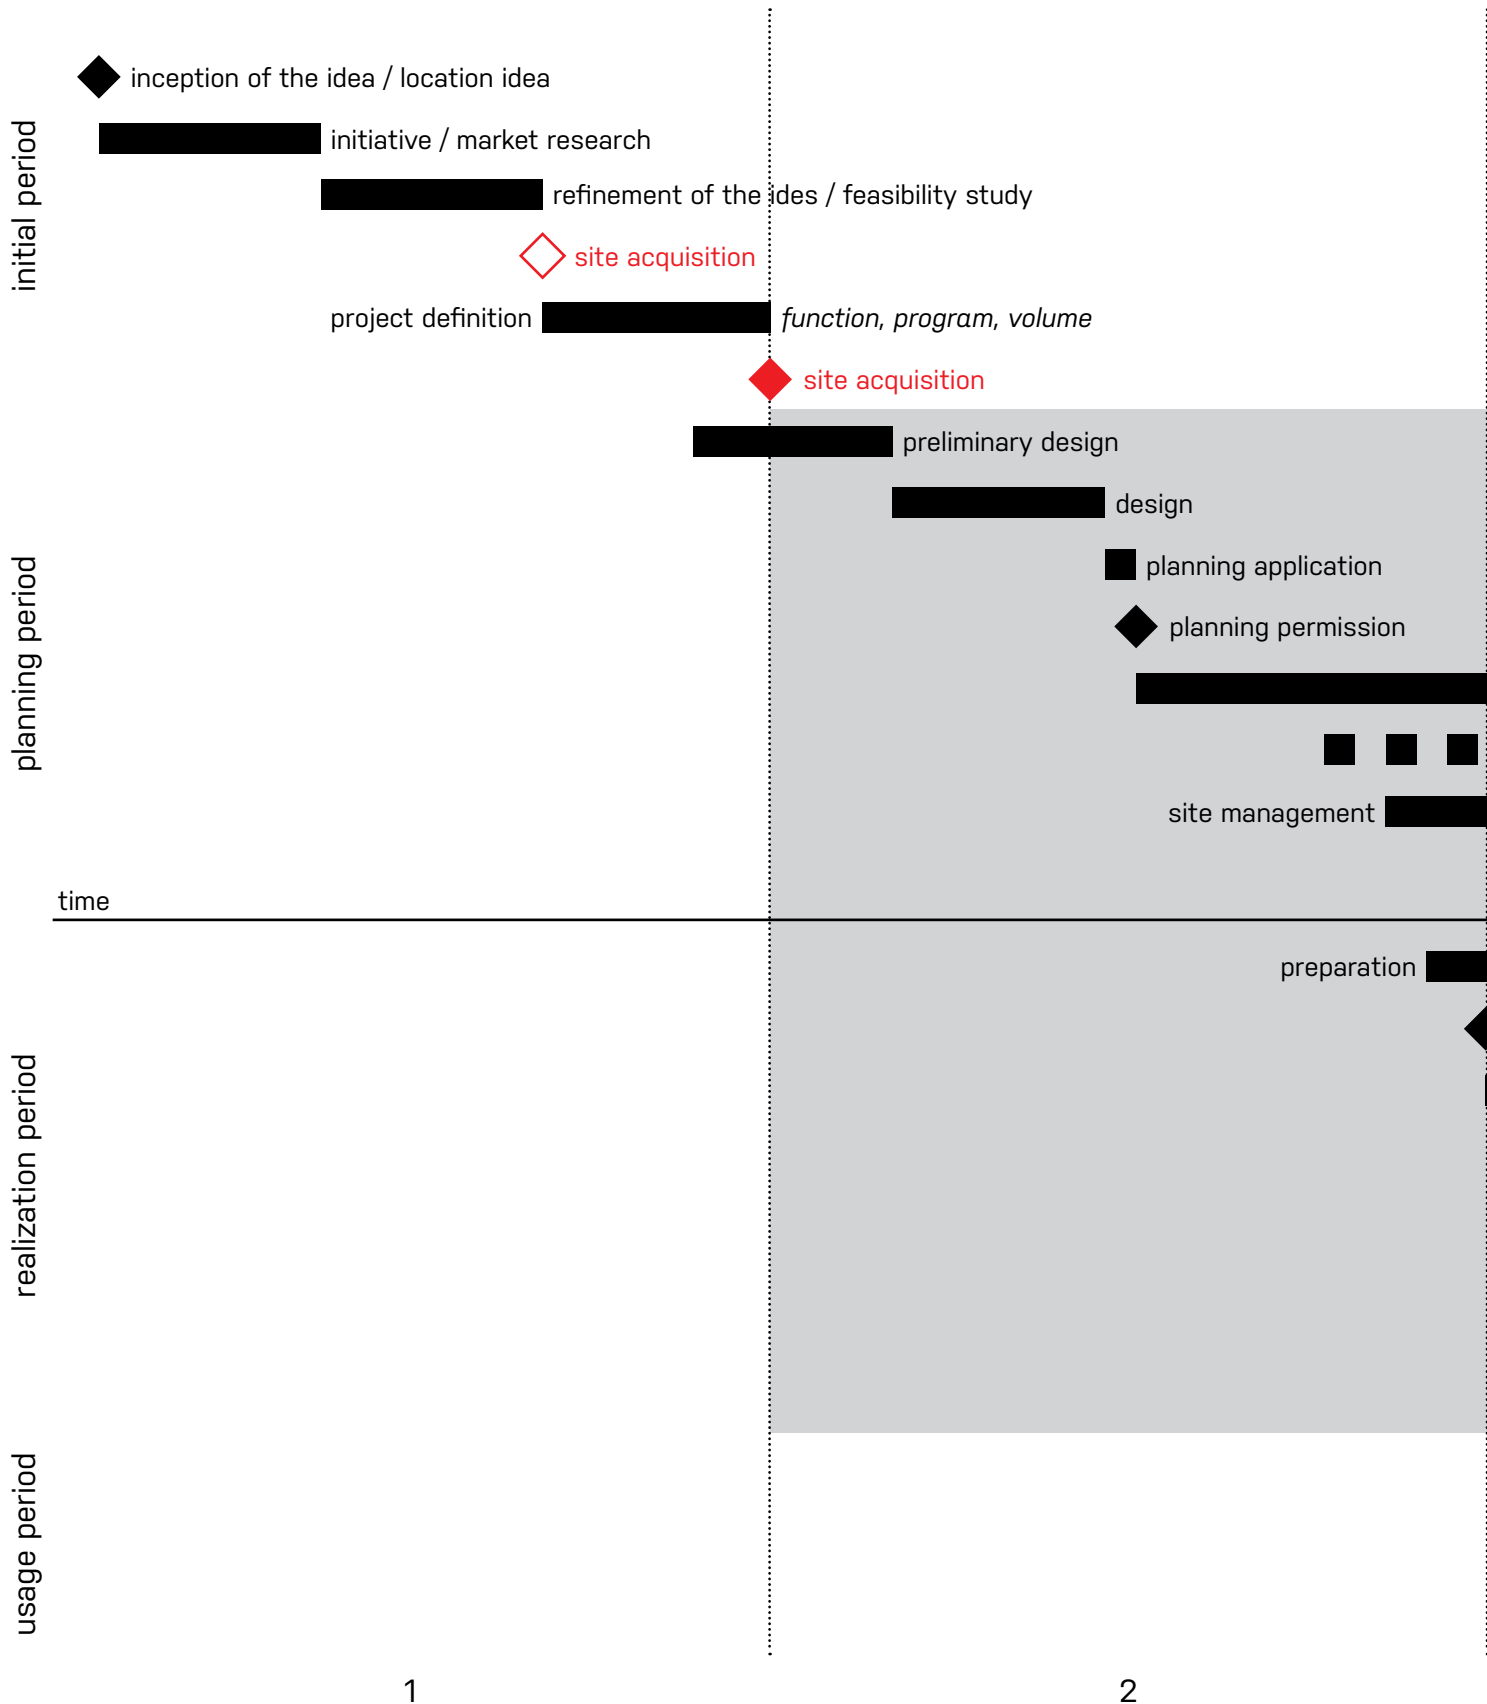 inception of the idea / location idea
initiative / market research
refinement of the ides / feasibility study
site acquisition
project definition
function, program, volume
site acquisition
preliminary design
design
planning application
planning permission
site management
time
preparation
initial period
planning period
realization period
usage period
1
2